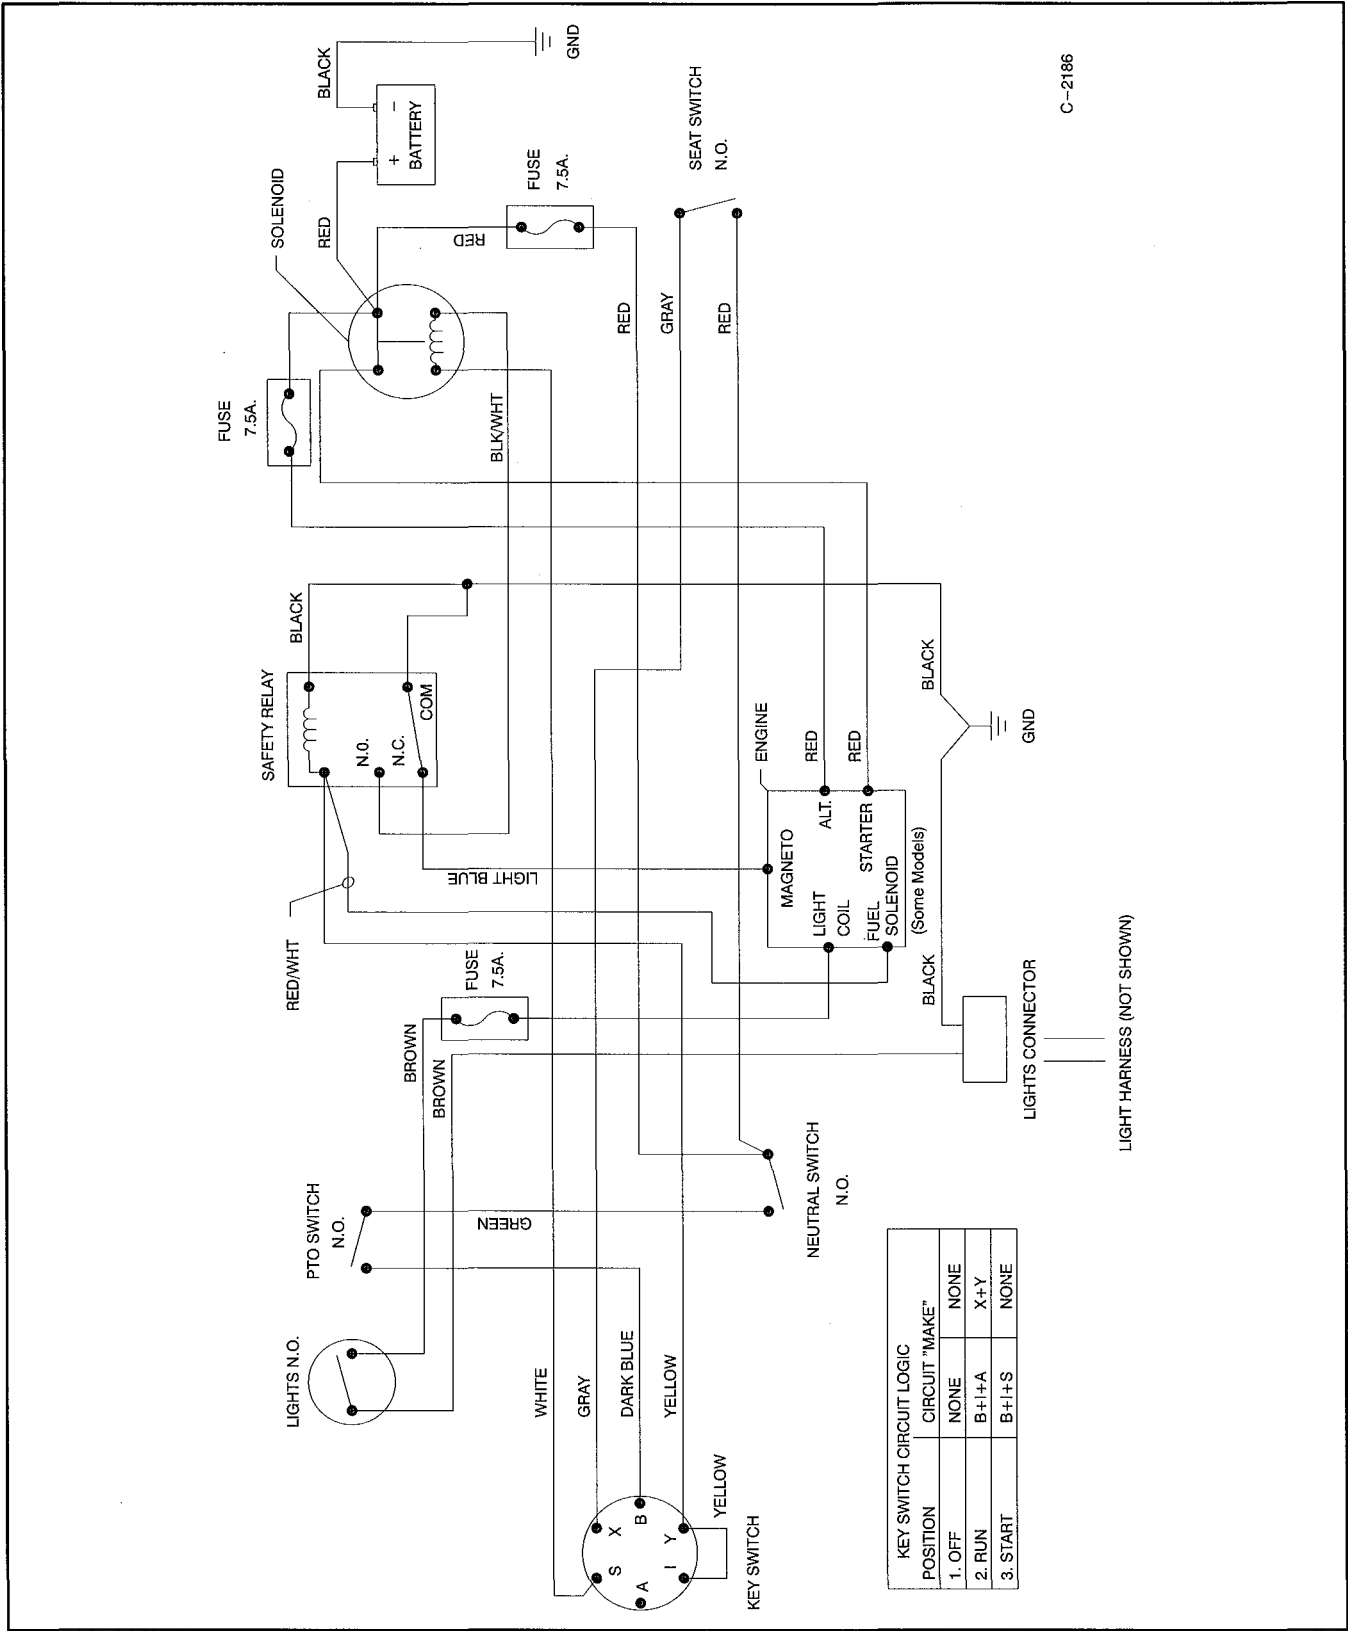 BLACK
GND
+ BATTERY -
SOLENOID
RED
FUSE
7.5A.
RED
SEAT SWITCH
N.O.
C-2186
FUSE
7.5A.
BLK/WHT
RED
GRAY
RED
BLACK
SAFETY RELAY
N.O.
N.C.
COM
RED/WHT
LIGHT BLUE
ENGINE
RED
RED
BLACK
GND
MAGNETO
ALT.
STARTER
LIGHT
COIL
FUEL
SOLENOID
(Some Models)
BLACK
LIGHTS CONNECTOR
LIGHT HARNESS (NOT SHOWN)
FUSE
7.5A.
BROWN
BROWN
PTO SWITCH
N.O.
GREEN
NEUTRAL SWITCH
N.O.
LIGHTS N.O.
WHITE
GRAY
DARK BLUE
YELLOW
S
X
A
B
I
Y
YELLOW
KEY SWITCH
KEY SWITCH CIRCUIT LOGIC
POSITION CIRCUIT "MAKE"
1. OFF NONE NONE
2. RUN B+I+A X+Y
3. START B+I+S NONE